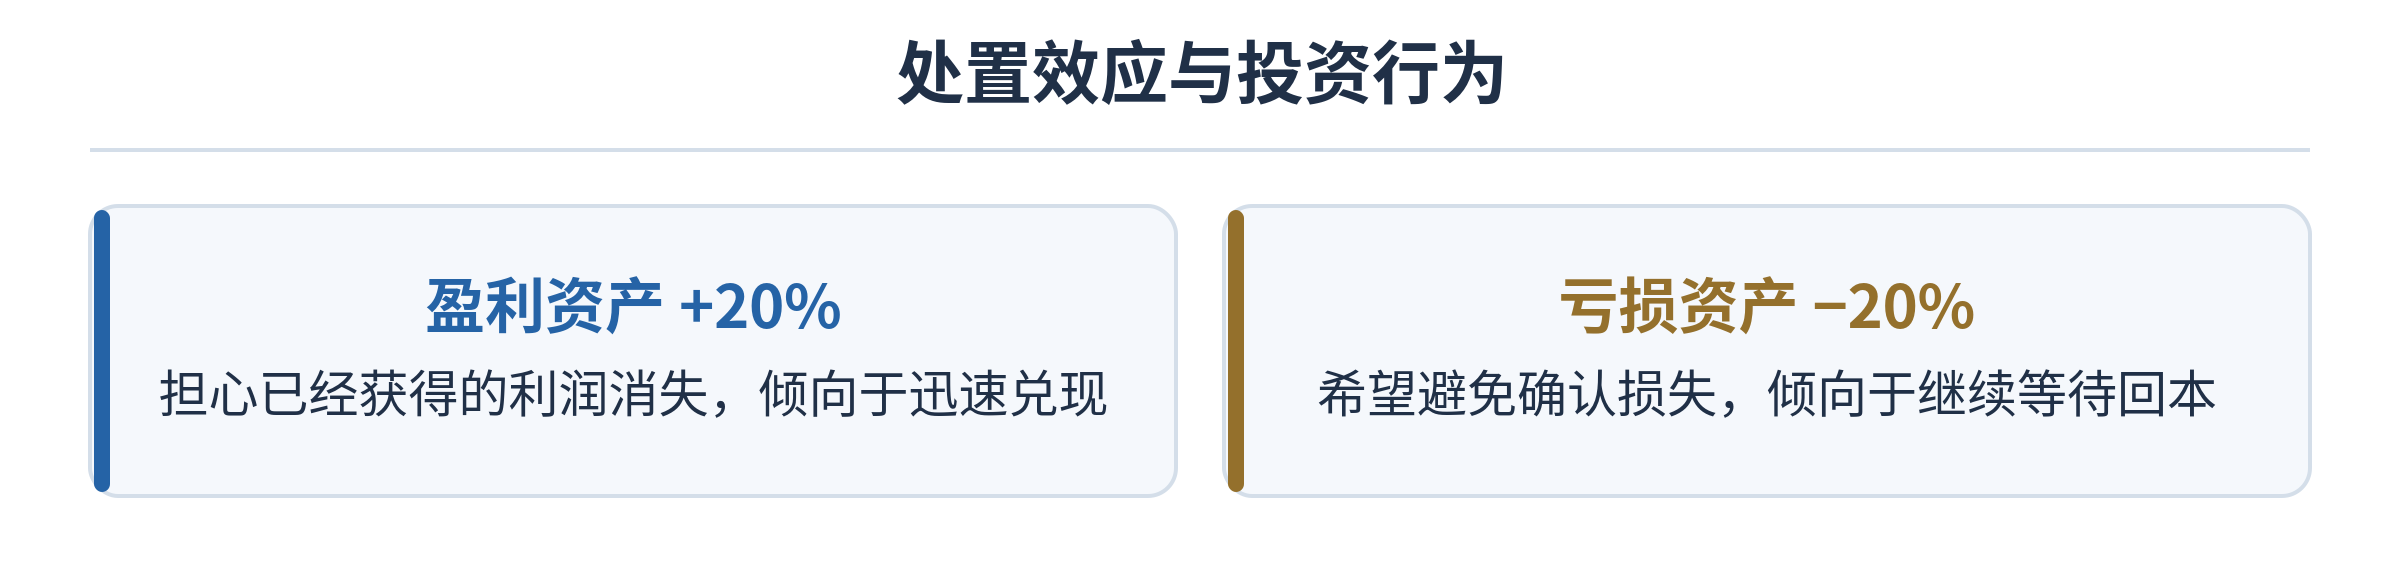 处置效应与投资行为
盈利资产 +20%
担心已经获得的利润消失，倾向于迅速兑现
亏损资产 −20%
希望避免确认损失，倾向于继续等待回本